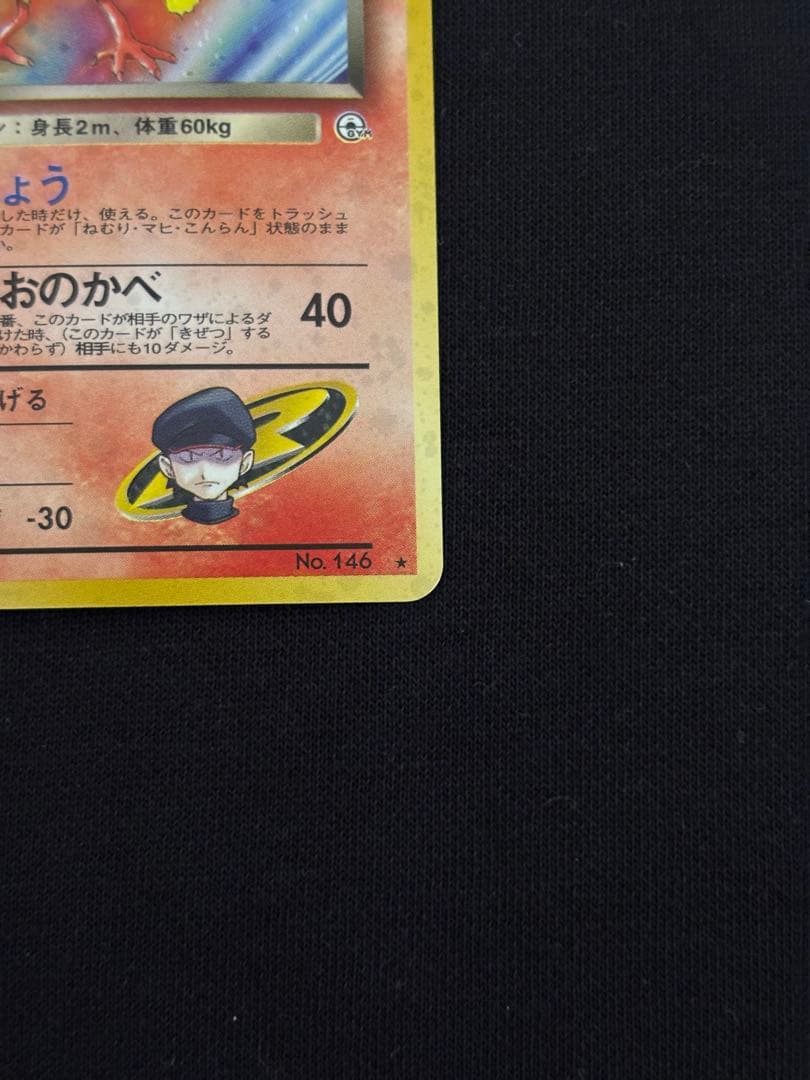 ン：身長2m、体重60kg
GYM
ょう
した時だけ、使える。このカードをトラッシュ
カードが「ねむり・マヒ・こんらん」状態のまま
い。
おのかべ
40
番、このカードが相手のワザによるダ
けた時、（このカードが「きぜつ」する
かわらず）相手にも10ダメージ。
げる
-30
No. 146 ★